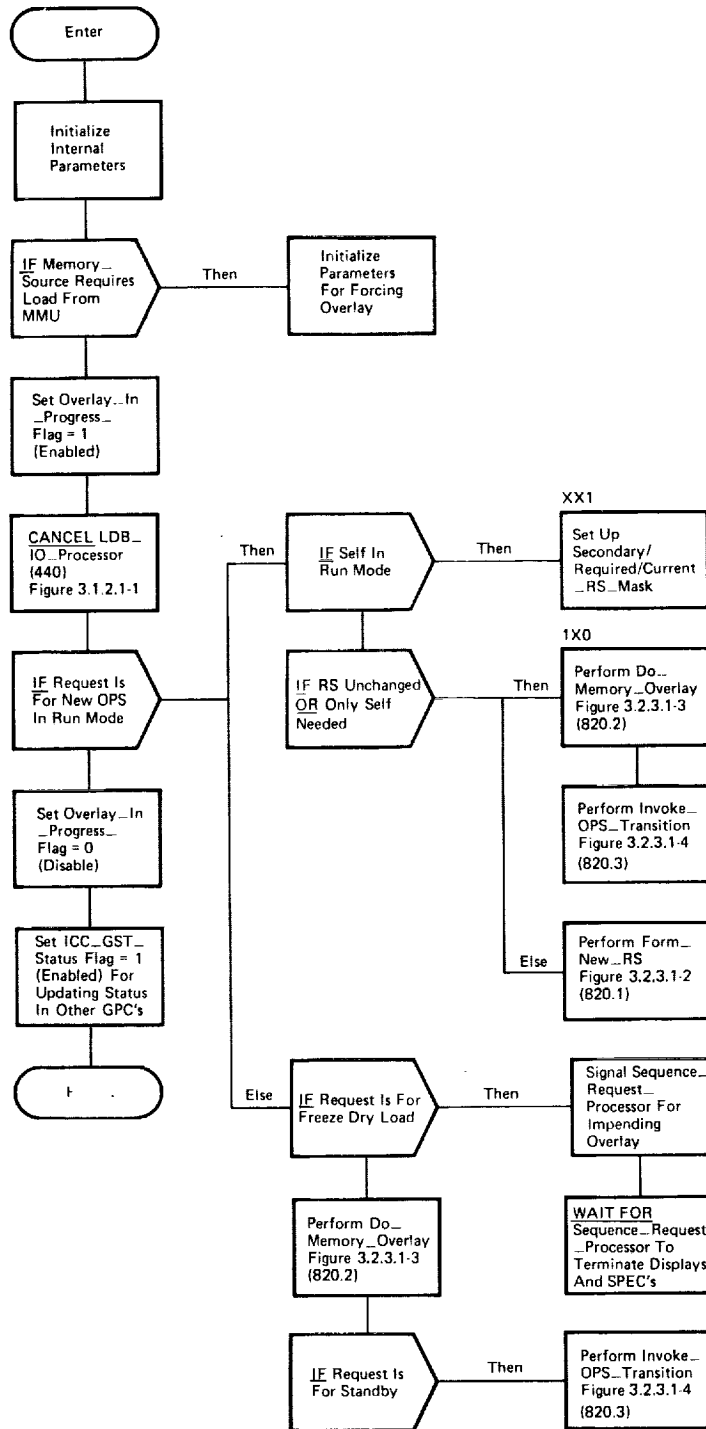 Enter
Initialize
Internal
Parameters
IF Memory_
Source Requires
Load From
MMU
Then
Initialize
Parameters
For Forcing
Overlay
Set Overlay_In
_Progress_
Flag = 1
(Enabled)
CANCEL LDB_
IO_Processor
(440)
Figure 3.1.2.1-1
Then
IF Self In
Run Mode
Then
XX1
Set Up
Secondary/
Required/Current
_RS_Mask
IF Request Is
For New OPS
In Run Mode
IF RS Unchanged
OR Only Self
Needed
Then
1X0
Perform Do_
Memory_Overlay
Figure 3.2.3.1-3
(820.2)
Perform Invoke_
OPS_Transition
Figure 3.2.3.1-4
(820.3)
Else
Perform Form_
New_RS
Figure 3.2.3.1-2
(820.1)
Set Overlay_In
_Progress_
Flag = 0
(Disable)
Set ICC_GST_
Status Flag = 1
(Enabled) For
Updating Status
In Other GPC's
Else
IF Request Is For
Freeze Dry Load
Then
Signal Sequence_
Request_
Processor For
Impending
Overlay
WAIT FOR
Sequence_Request
_Processor To
Terminate Displays
And SPEC's
Perform Do_
Memory_Overlay
Figure 3.2.3.1-3
(820.2)
IF Request Is
For Standby
Then
Perform Invoke_
OPS_Transition
Figure 3.2.3.1-4
(820.3)